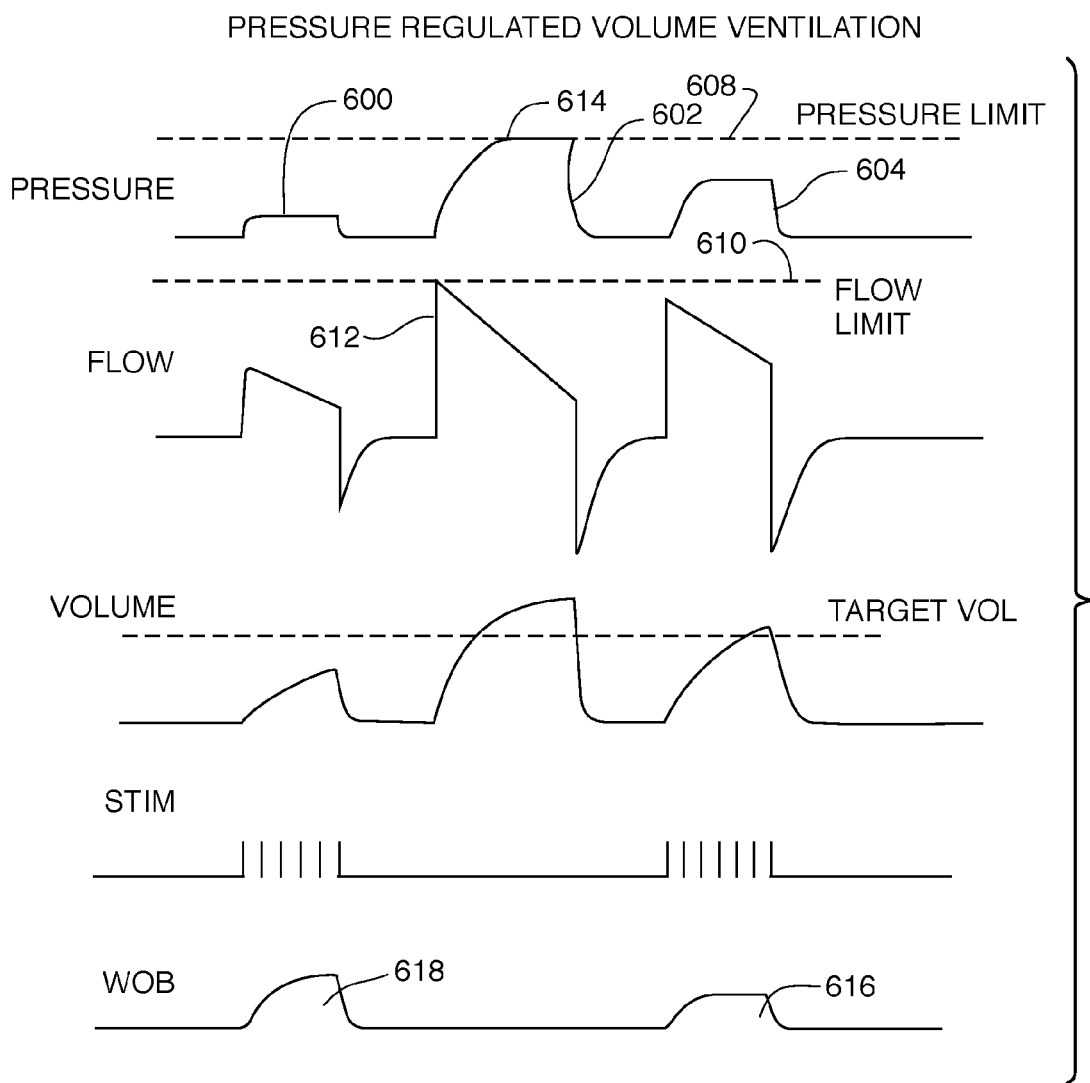 PRESSURE REGULATED VOLUME VENTILATION
600
614
602
608
PRESSURE LIMIT
PRESSURE
604
610
FLOW
LIMIT
612
FLOW
VOLUME
TARGET VOL
STIM
WOB
618
616